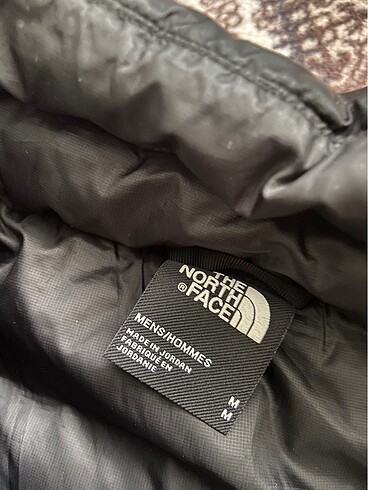 THE
NORTH
®FACE
MENS/HOMMES
MADE IN JORDAN
FABRIQUÉ EN
JORDANIE
M
M